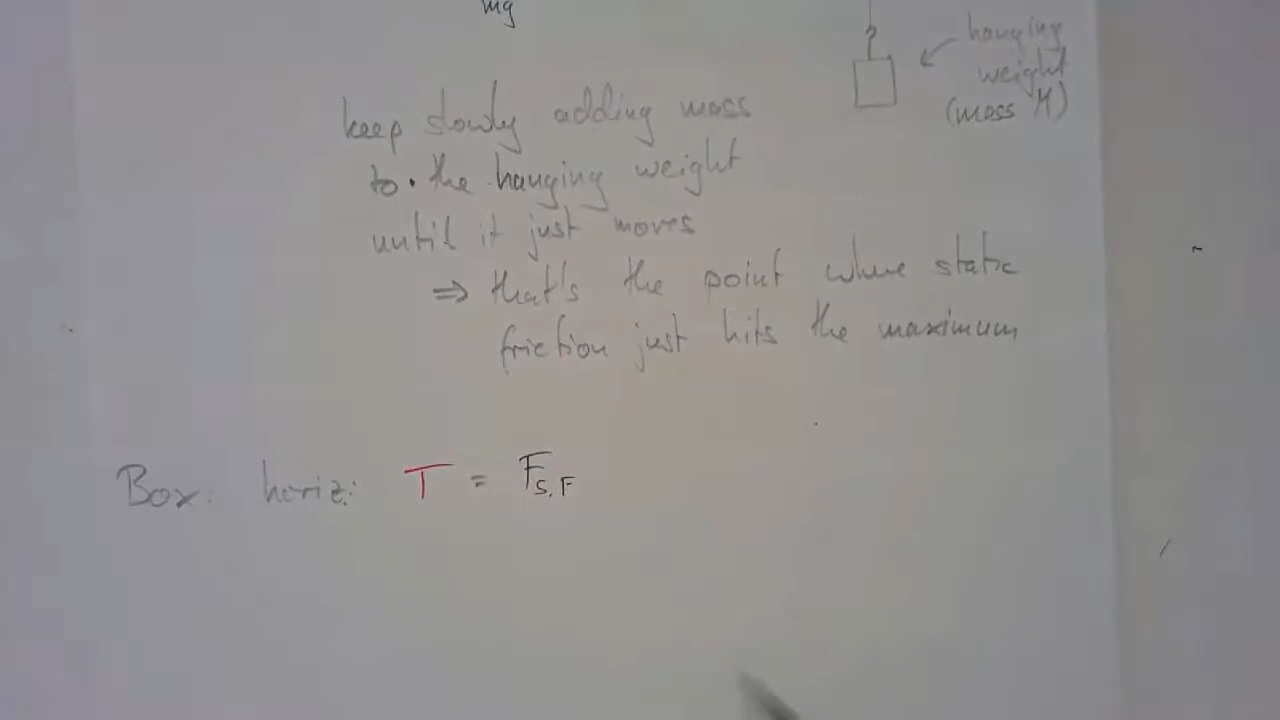 mg
hanging
weight
(mass M)
keep slowly adding mass
to the hanging weight
until it just moves
⇒ that's the point where static
friction just hits the maximum
Box: horiz: T = F_{S,F}